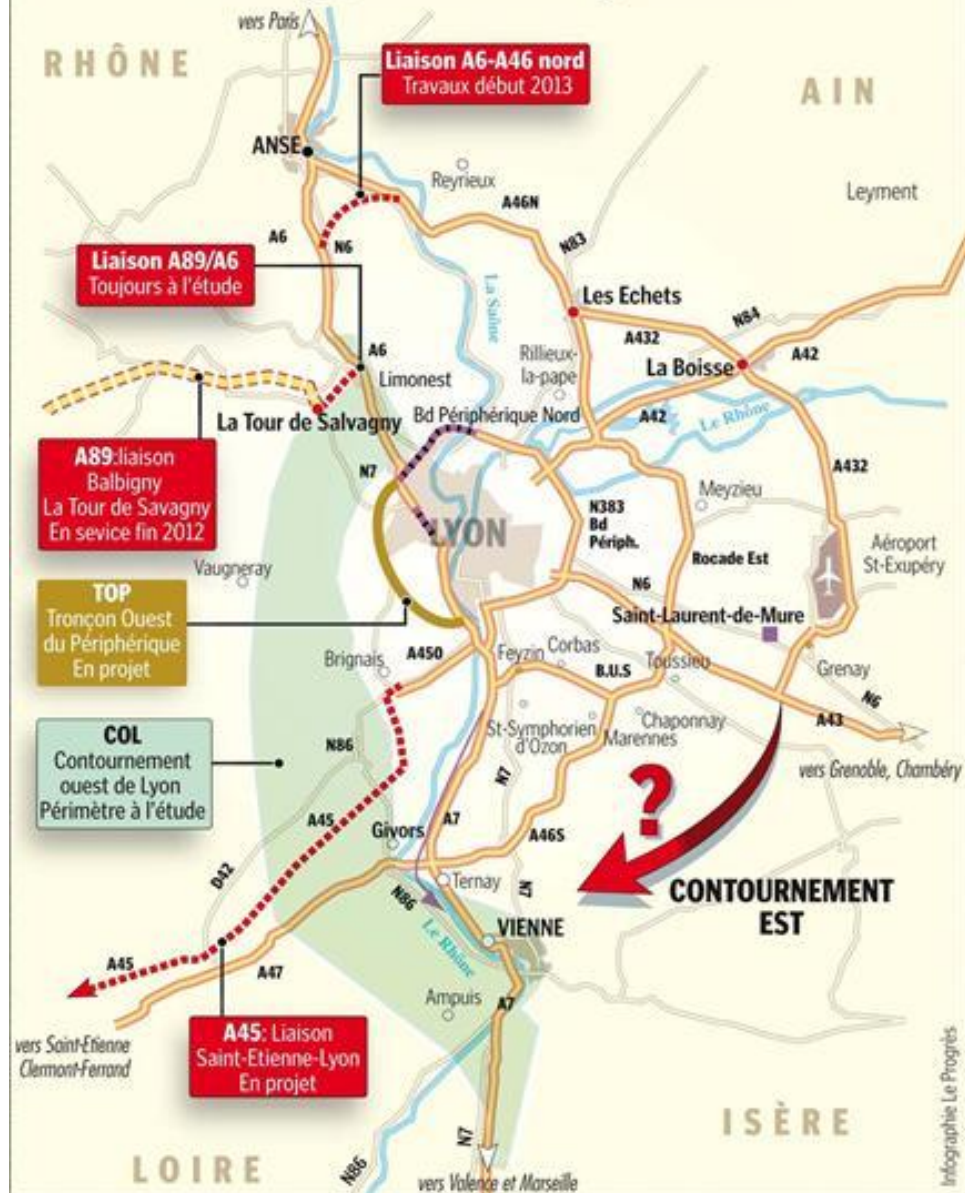 vers Paris
RHÔNE
Liaison A6-A46 nord
Travaux début 2013
AIN
ANSE
Reyrieux
A46N
Leyment
A6
N6
N83
Liaison A89/A6
Toujours à l'étude
La Saône
Les Echets
N84
A432
A6
Limonest
Rillieux-
la-pape
La Boisse
A42
La Tour de Salvagny
Bd Périphérique Nord
A42
Le Rhône
A89:liaison
Balbigny
La Tour de Savagny
En sevice fin 2012
N7
A432
Meyzieu
N383
Bd
Périph.
LYON
Rocade Est
Aéroport
St-Exupéry
Vaugneray
N6
TOP
Tronçon Ouest
du Périphérique
En projet
Saint-Laurent-de-Mure
Brignais
A450
Feyzin
Corbas
B.U.S
Toussieu
Grenay
N6
St-Symphorien
d'Ozon
Marennes
Chaponnay
A43
COL
Contournement
ouest de Lyon
Périmètre à l'étude
N86
N7
vers Grenoble, Chambéry
?
A45
Givors
A7
A46S
D42
Ternay
N7
CONTOURNEMENT
EST
N86
Le Rhône
VIENNE
A45
A47
Ampuis
A7
vers Saint-Etienne
Clermont-Ferrand
A45: Liaison
Saint-Etienne-Lyon
En projet
ISÈRE
LOIRE
N86
N7
vers Valence et Marseille
Infographie Le Progrès